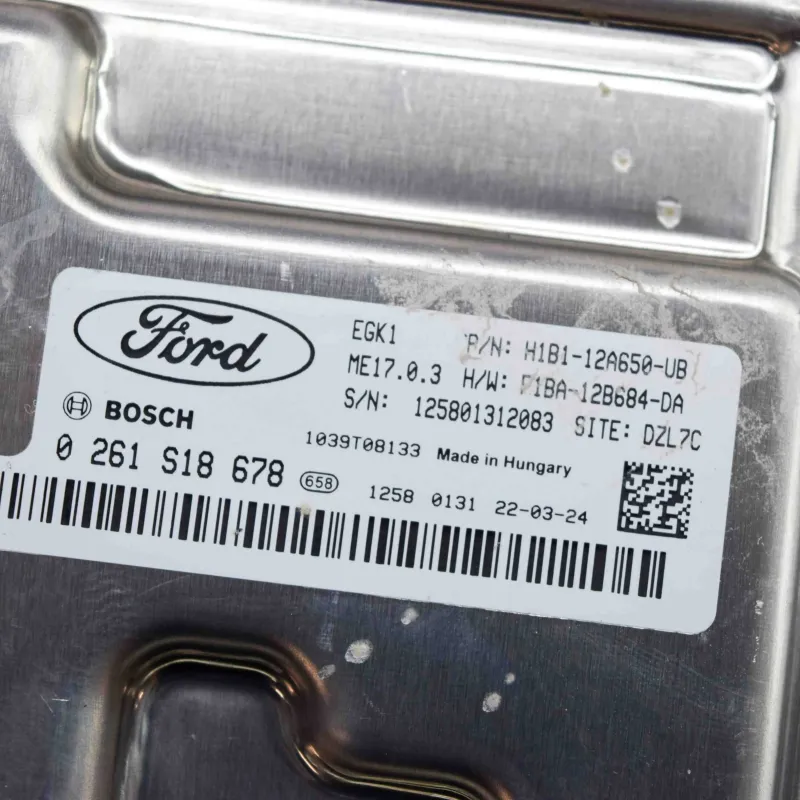 Ford
EGK1 P/N: H1B1-12A650-UB
ME17.0.3 H/W: F1BA-12B684-DA
S/N: 125801312083 SITE: DZL7C
BOSCH
1039T08133 Made in Hungary
0 261 S18 678 658
1258 0131 22-03-24